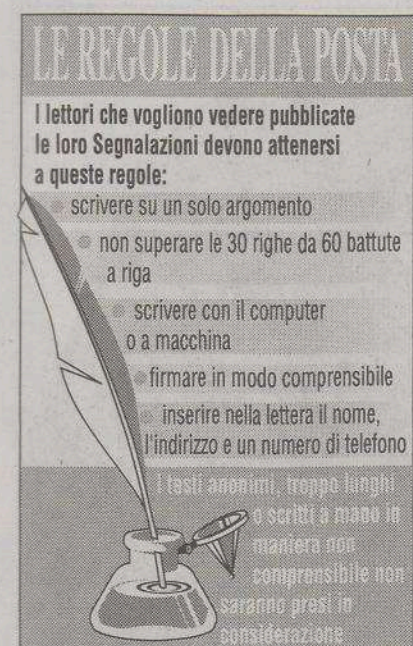 LE REGOLE DELLA POSTA
I lettori che vogliono vedere pubblicate
le loro Segnalazioni devono attenersi
a queste regole:
scrivere su un solo argomento
non superare le 30 righe da 60 battute
a riga
scrivere con il computer
o a macchina
firmare in modo comprensibile
inserire nella lettera il nome,
l'indirizzo e un numero di telefono
I testi anonimi, troppo lunghi
o scritti a mano in
maniera non
comprensibile non
saranno presi in
considerazione